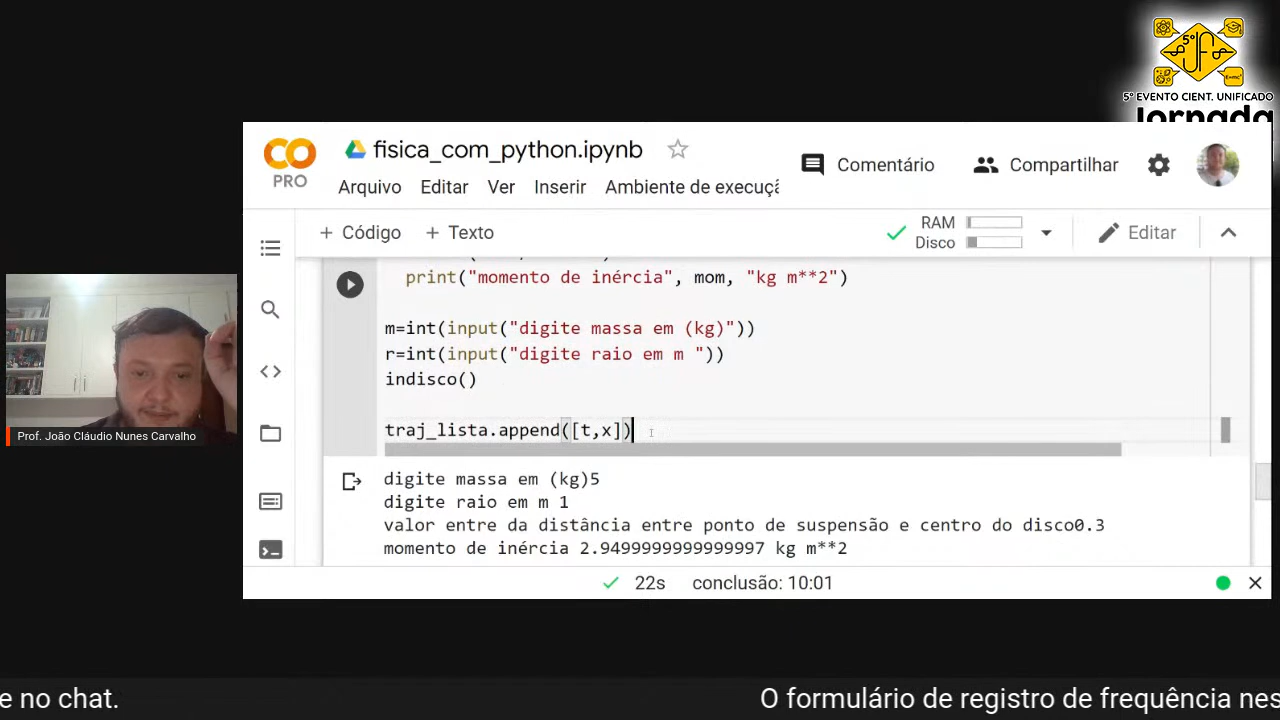 5º
5º EVENTO CIENT. UNIFICADO
Jornada
CO
PRO
fisica_com_python.ipynb
Comentário
Compartilhar
Arquivo Editar Ver Inserir Ambiente de execuçã
+ Código + Texto
RAM
Disco
Editar
print("momento de inércia", mom, "kg m**2")
m=int(input("digite massa em (kg)"))
r=int(input("digite raio em m "))
indisco()
traj_lista.append([t,x])
digite massa em (kg)5
digite raio em m 1
valor entre da distância entre ponto de suspensão e centro do disco0.3
momento de inércia 2.9499999999999997 kg m**2
22s conclusão: 10:01
Prof. João Cláudio Nunes Carvalho
e no chat. O formulário de registro de frequência nes